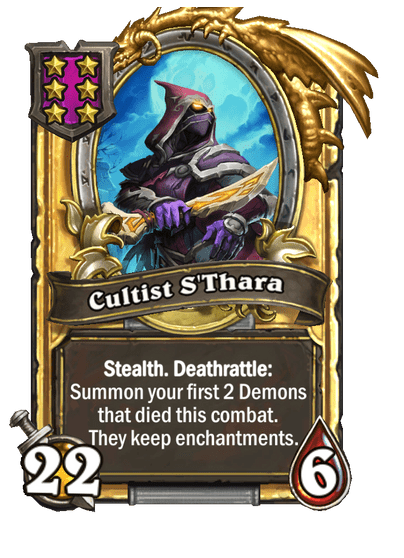 Cultist S'Thara
Stealth. Deathrattle:
Summon your first 2 Demons
that died this combat.
They keep enchantments.
22
6